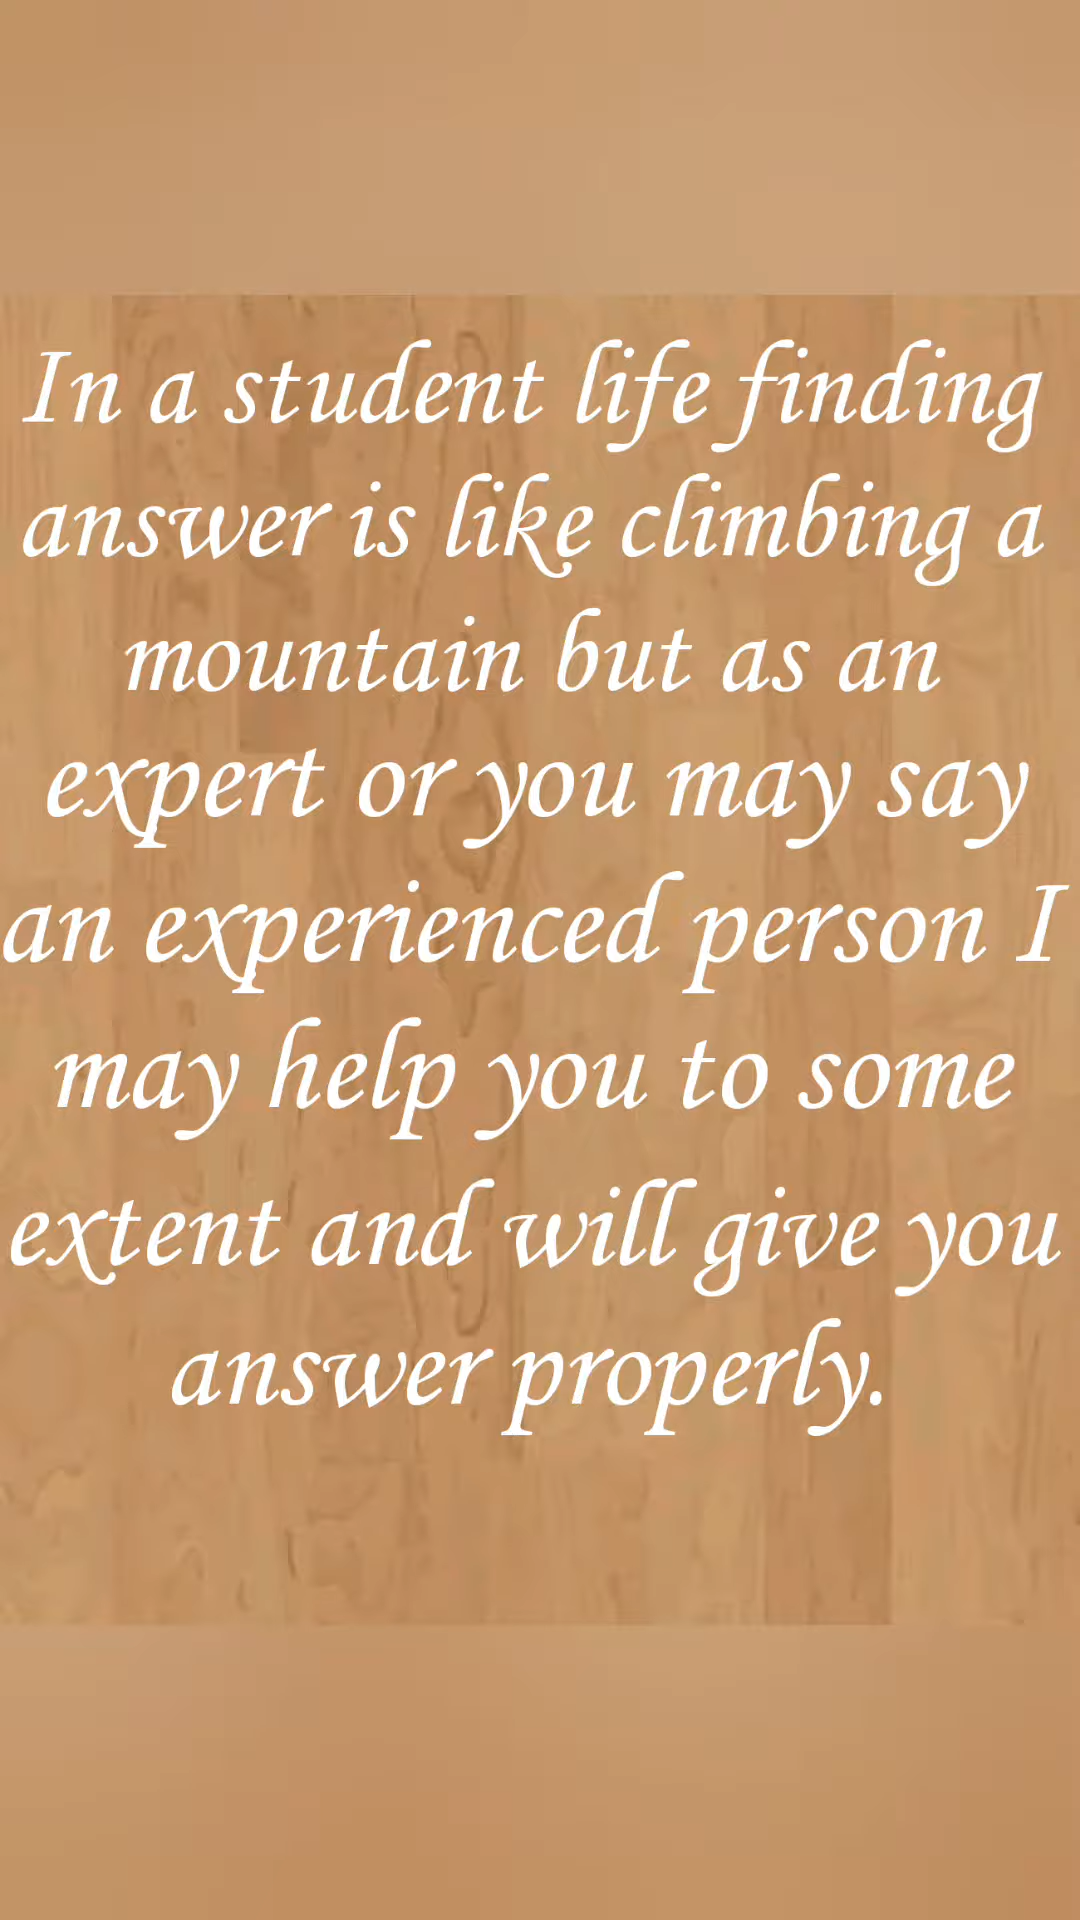 In a student life finding
answer is like climbing a
mountain but as an
expert or you may say
an experienced person I
may help you to some
extent and will give you
answer properly.